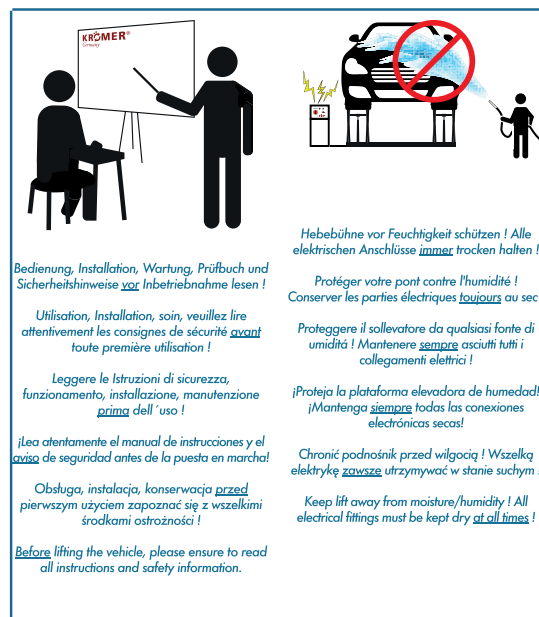 KRÖMER®
Germany
Bedienung, Installation, Wartung, Prüfbuch und
Sicherheitshinweise vor Inbetriebnahme lesen !
Utilisation, Installation, soin, veuillez lire
attentivement les consignes de sécurité avant
toute première utilisation !
Leggere le Istruzioni di sicurezza,
funzionamento, installazione, manutenzione
prima dell´uso !
¡Lea atentamente el manual de instrucciones y el
aviso de seguridad antes de la puesta en marcha!
Obsługa, instalacja, konserwacja przed
pierwszym użyciem zapoznać się z wszelkimi
środkami ostrożności !
Before lifting the vehicle, please ensure to read
all instructions and safety information.
Hebebühne vor Feuchtigkeit schützen ! Alle
elektrischen Anschlüsse immer trocken halten !
Protéger votre pont contre l'humidité !
Conserver les parties électriques toujours au sec
Proteggere il sollevatore da qualsiasi fonte di
umiditá ! Mantenere sempre asciutti tutti i
collegamenti elettrici !
¡Proteja la plataforma elevadora de humedad!
¡Mantenga siempre todas las conexiones
electrónicas secas!
Chronić podnośnik przed wilgocią ! Wszelką
elektrykę zawsze utrzymywać w stanie suchym !
Keep lift away from moisture/humidity ! All
electrical fittings must be kept dry at all times !